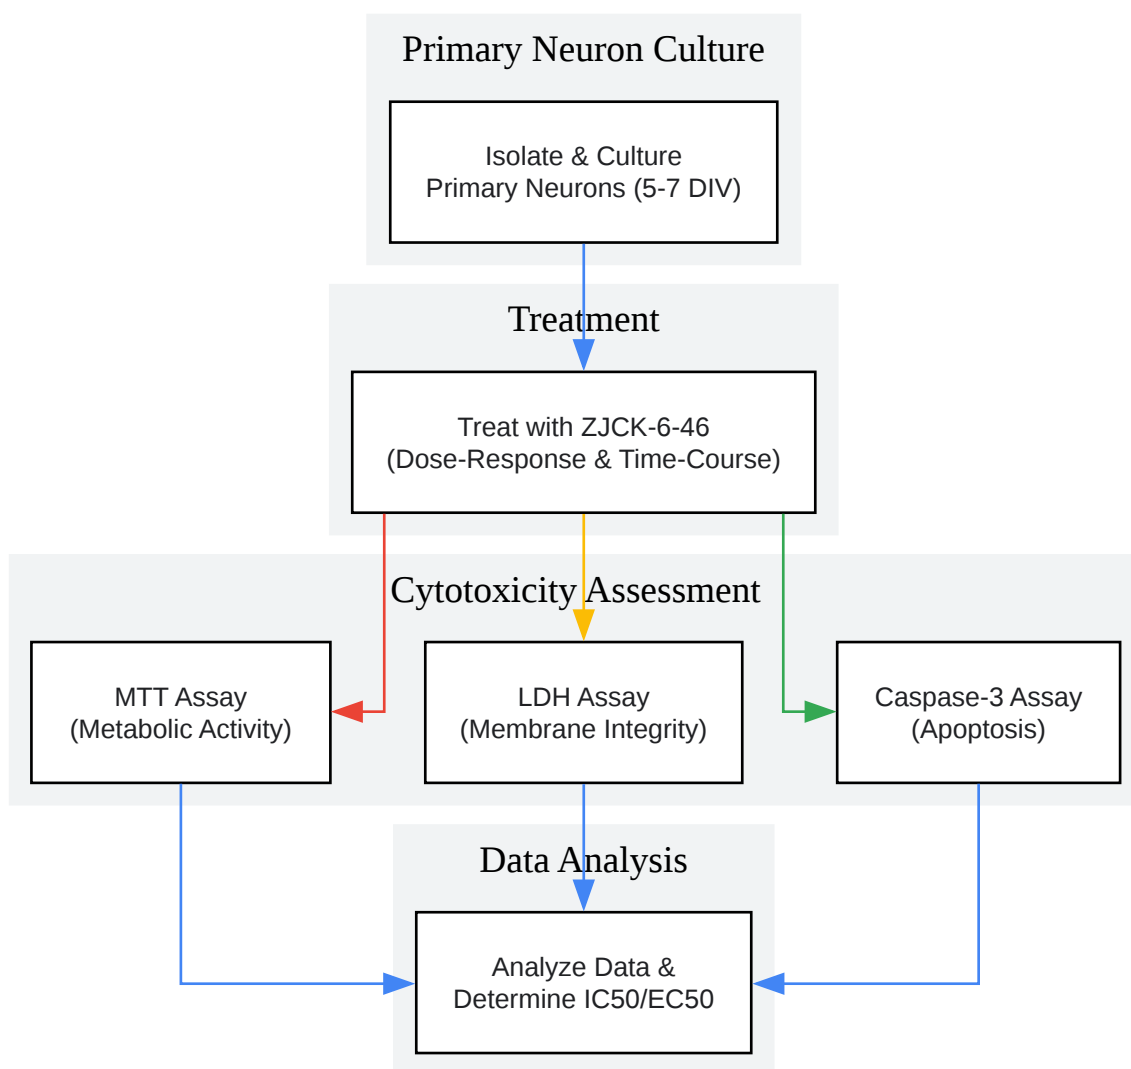 Primary Neuron Culture
Isolate & Culture
Primary Neurons (5-7 DIV)
Treatment
Treat with ZJCK-6-46
(Dose-Response & Time-Course)
Cytotoxicity Assessment
MTT Assay
(Metabolic Activity)
LDH Assay
(Membrane Integrity)
Caspase-3 Assay
(Apoptosis)
Data Analysis
Analyze Data &
Determine IC50/EC50